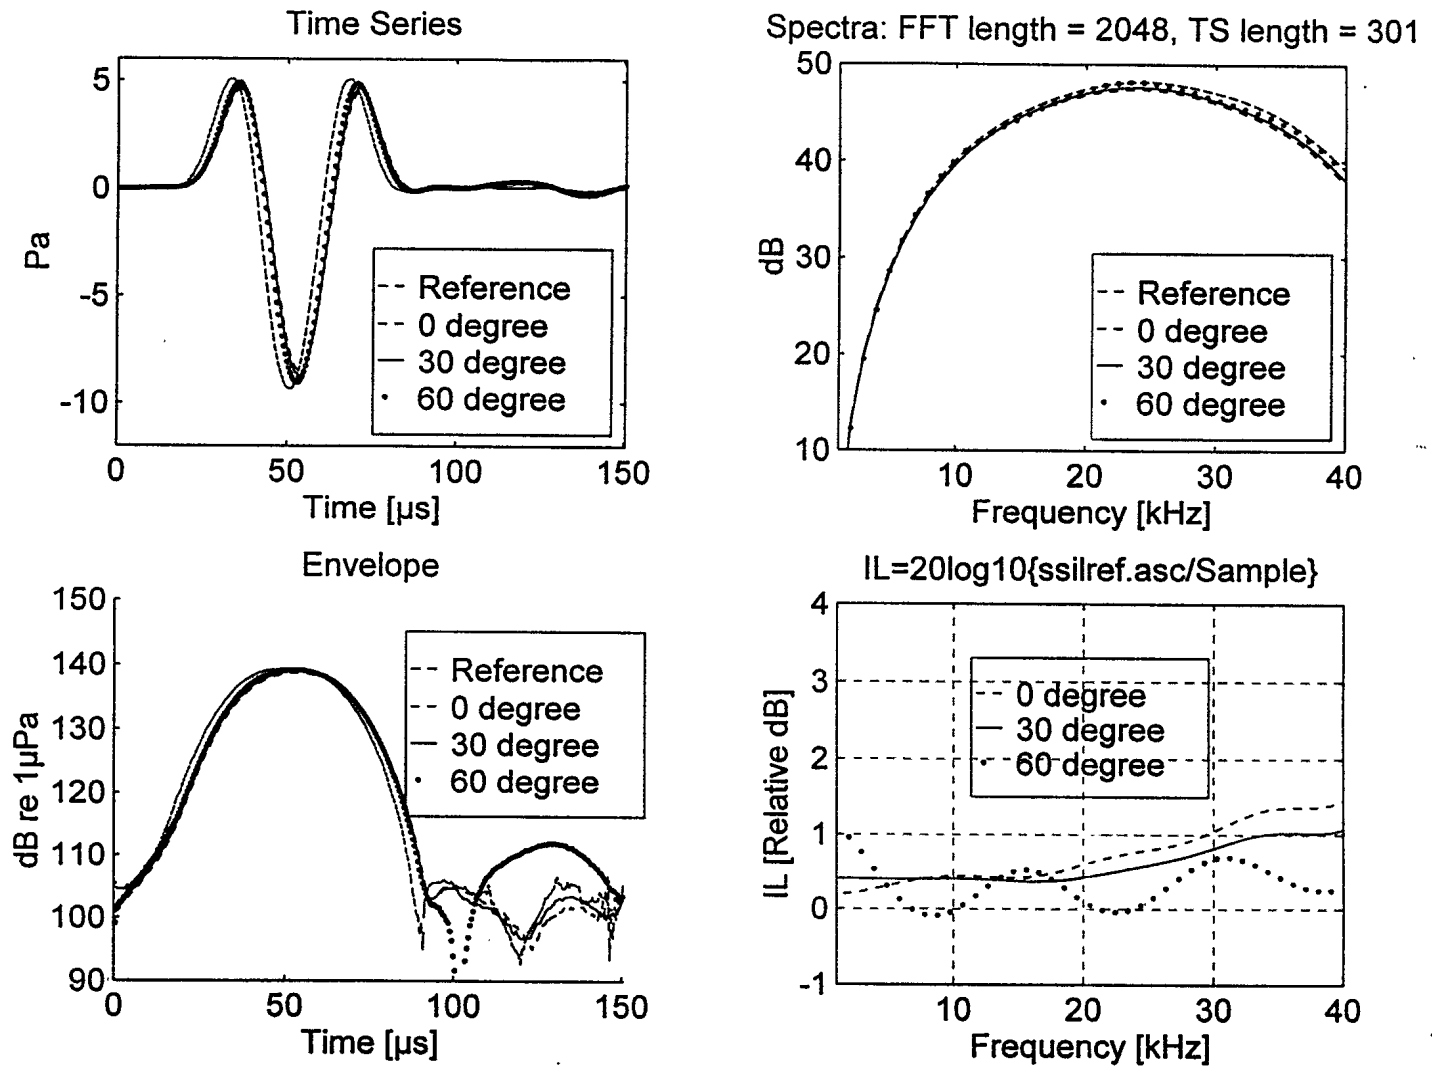 Time Series
5
0
-5
-10
Pa
Reference
0 degree
30 degree
60 degree
0 50 100 150
Time [µs]
Spectra: FFT length = 2048, TS length = 301
50
40
30
20
10
dB
Reference
0 degree
30 degree
60 degree
10 20 30 40
Frequency [kHz]
Envelope
150
140
130
120
110
100
90
dB re 1µPa
Reference
0 degree
30 degree
60 degree
0 50 100 150
Time [µs]
IL=20log10{ssilref.asc/Sample}
4
3
2
1
0
-1
IL [Relative dB]
0 degree
30 degree
60 degree
10 20 30 40
Frequency [kHz]